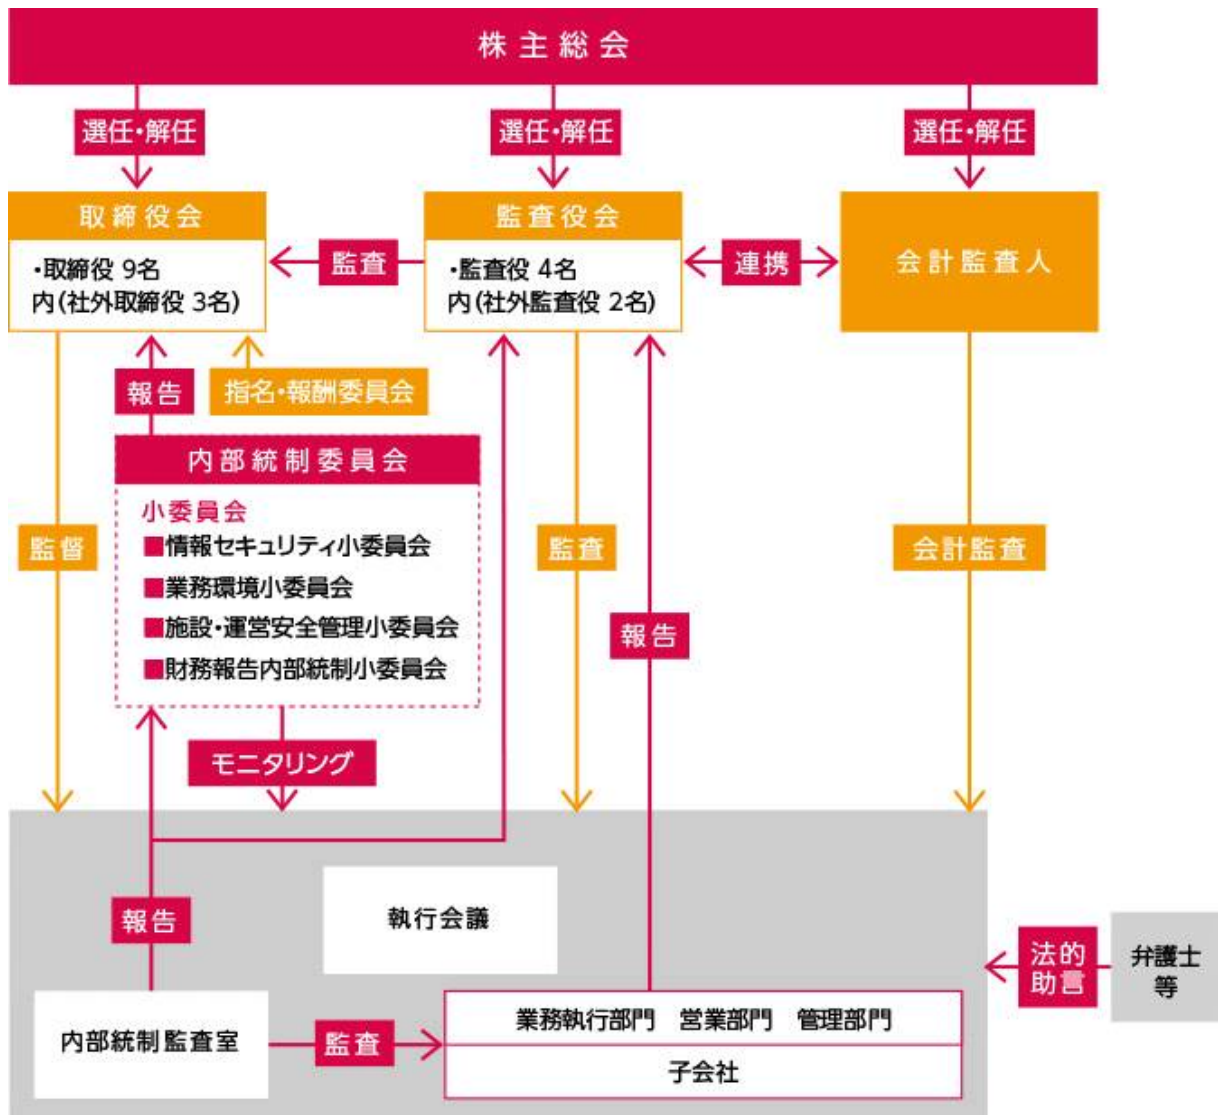 株主総会
選任・解任
選任・解任
選任・解任
取締役会
・取締役 9名
内(社外取締役 3名)
監査
監査役会
・監査役 4名
内(社外監査役 2名)
連携
会計監査人
報告
指名・報酬委員会
内部統制委員会
小委員会
■情報セキュリティ小委員会
■業務環境小委員会
■施設・運営安全管理小委員会
■財務報告内部統制小委員会
監督
監査
会計監査
報告
モニタリング
報告
執行会議
法的
助言
弁護士
等
内部統制監査室
監査
業務執行部門 営業部門 管理部門
子会社